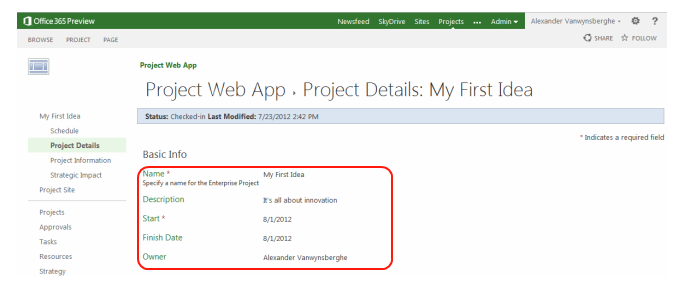 Office 365 Preview
Newsfeed SkyDrive Sites Projects ••• Admin Alexander Vanwynsberghe ?
BROWSE PROJECT PAGE
SHARE FOLLOW
Project Web App
Project Web App › Project Details: My First Idea
Status: Checked-in Last Modified: 7/23/2012 2:42 PM
* Indicates a required field
My First Idea
Schedule
Project Details
Project Information
Strategic Impact
Project Site
Projects
Approvals
Tasks
Resources
Strategy
Basic Info
Name * My First Idea
Specify a name for the Enterprise Project
Description It's all about innovation
Start * 8/1/2012
Finish Date 8/1/2012
Owner Alexander Vanwynsberghe